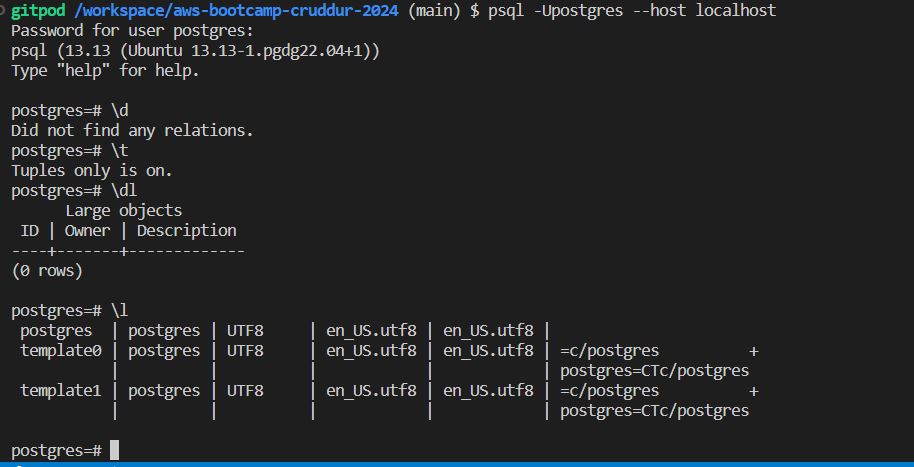 gitpod /workspace/aws-bootcamp-cruddur-2024 (main) $ psql -Upostgres --host localhost
Password for user postgres:
psql (13.13 (Ubuntu 13.13-1.pgdg22.04+1))
Type "help" for help.

postgres=# \d
Did not find any relations.
postgres=# \t
Tuples only is on.
postgres=# \dl
      Large objects
 ID | Owner | Description
----+-------+-------------
(0 rows)

postgres=# \l
 postgres  | postgres | UTF8     | en_US.utf8 | en_US.utf8 |
 template0 | postgres | UTF8     | en_US.utf8 | en_US.utf8 | =c/postgres          +
           |          |          |            |            | postgres=CTc/postgres
 template1 | postgres | UTF8     | en_US.utf8 | en_US.utf8 | =c/postgres          +
           |          |          |            |            | postgres=CTc/postgres

postgres=#